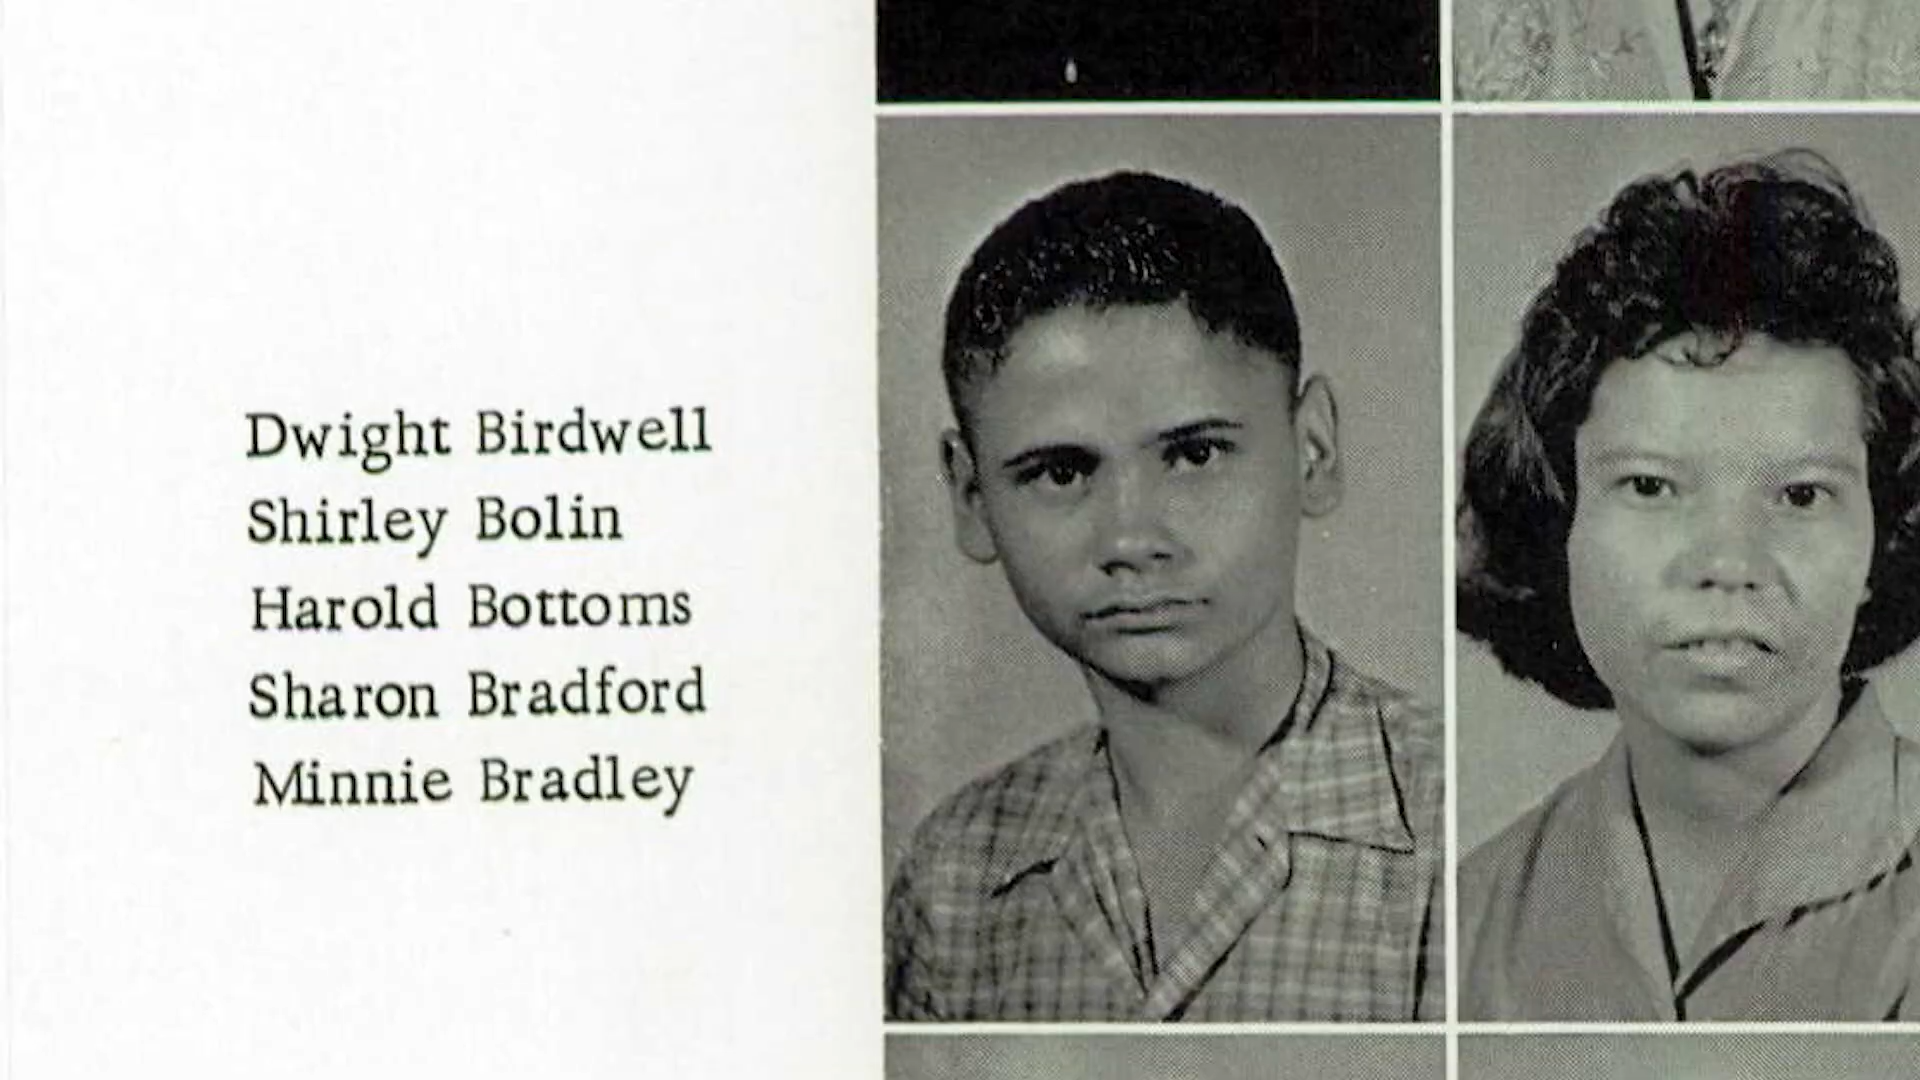 Dwight Birdwell
Shirley Bolin
Harold Bottoms
Sharon Bradford
Minnie Bradley